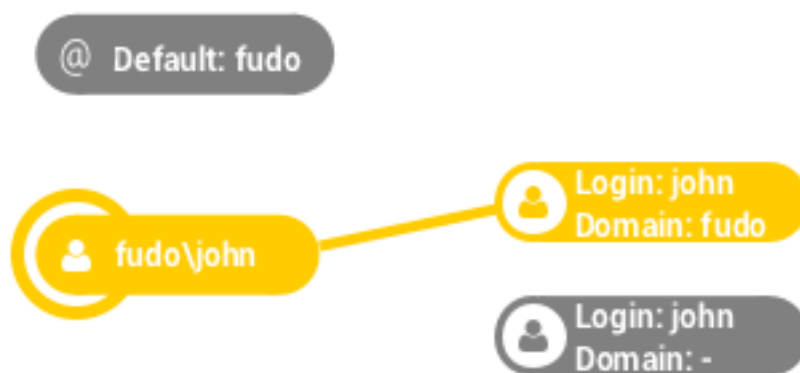 @ Default: fudo
fudo\john
Login: john
Domain: fudo
Login: john
Domain: -